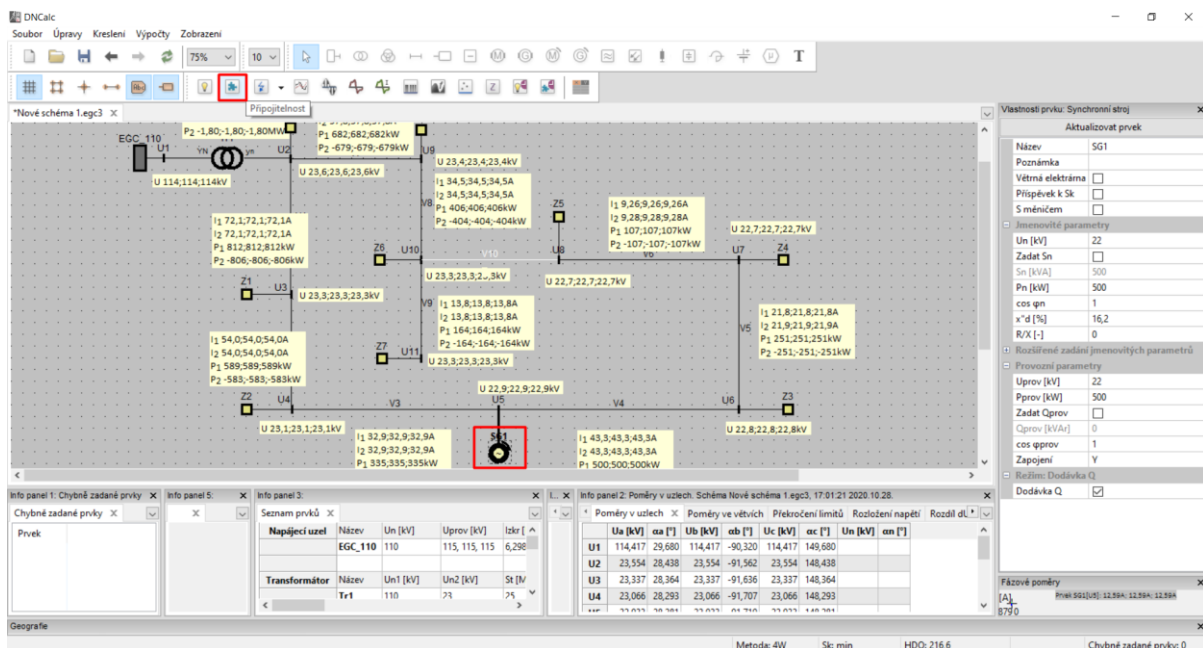 DNCalc
Soubor Úpravy Kreslení Výpočty Zobrazení
75% 10
T
Připojitelnost
*Nové schéma 1.egc3 X
EGC_110
U1
YN yn
P₂ -1,80;-1,80;-1,80MW
U2
P₁ 682;682;682kW
P₂ -679;-679;-679kW
U9
U 23,4;23,4;23,4kV
U 23,6;23,6;23,6kV
U 114;114;114kV
I₁ 34,5;34,5;34,5A
I₂ 34,5;34,5;34,5A
P₁ 406;406;406kW
P₂ -404;-404;-404kW
V8
Z5
I₁ 9,26;9,26;9,26A
I₂ 9,28;9,28;9,28A
P₁ 107;107;107kW
P₂ -107;-107;-107kW
I₁ 72,1;72,1;72,1A
I₂ 72,1;72,1;72,1A
P₁ 812;812;812kW
P₂ -806;-806;-806kW
U 22,7;22,7;22,7kV
Z6 U10 V10 U8 V6 U7 Z4
U 23,3;23,3;23,3kV
U 22,7;22,7;22,7kV
Z1 U3
U 23,3;23,3;23,3kV
V9
I₁ 13,8;13,8;13,8A
I₂ 13,8;13,8;13,8A
P₁ 164;164;164kW
P₂ -164;-164;-164kW
I₁ 21,8;21,8;21,8A
I₂ 21,9;21,9;21,9A
P₁ 251;251;251kW
P₂ -251;-251;-251kW
V5
I₁ 54,0;54,0;54,0A
I₂ 54,0;54,0;54,0A
P₁ 589;589;589kW
P₂ -583;-583;-583kW
Z7 U11
U 23,3;23,3;23,3kV
U 22,9;22,9;22,9kV
Z2 U4 V3 U5 V4 U6 Z3
U 23,1;23,1;23,1kV
U 22,8;22,8;22,8kV
I₁ 32,9;32,9;32,9A
I₂ 32,9;32,9;32,9A
P₁ 335;335;335kW
SG1
I₁ 43,3;43,3;43,3A
I₂ 43,3;43,3;43,3A
P₁ 500;500;500kW
Vlastnosti prvku: Synchronní stroj X
Aktualizovat prvek
Název SG1
Poznámka
Větrná elektrárna
Příspěvek k Sk
S měničem
Jmenovité parametry
Un [kV] 22
Zadat Sn
Sn [kVA] 500
Pn [kW] 500
cos φn 1
x"d [%] 16,2
R/X [-] 0
Rozšířené zadání jmenovitých parametrů
Provozní parametry
Uprov [kV] 22
Pprov [kW] 500
Zadat Qprov
Qprov [kVAr] 0
cos φprov 1
Zapojení Y
Režim: Dodávka Q
Dodávka Q
Info panel 1: Chybně zadané prvky X
Chybně zadané prvky X
Prvek
Info panel 5: X
X
Info panel 3: X
Seznam prvků X
Napájecí uzel Název Un [kV] Uprov [kV] Izkr [
EGC_110 110 115, 115, 115 6,298
Transformátor Název Un1 [kV] Un2 [kV] St [M
Tr1 110 23 25
I... X
Info panel 2: Poměry v uzlech. Schéma Nové schéma 1.egc3, 17:01:21 2020.10.28. X
Poměry v uzlech X Poměry ve větvích Překročení limitů Rozložení napětí Rozdíl dU
Ua [kV] αa [°] Ub [kV] αb [°] Uc [kV] αc [°] Un [kV] αn [°]
U1 114,417 29,680 114,417 -90,320 114,417 149,680
U2 23,554 28,438 23,554 -91,562 23,554 148,438
U3 23,337 28,364 23,337 -91,636 23,337 148,364
U4 23,066 28,293 23,066 -91,707 23,066 148,293
Fázové poměry X
[A] Prvek SG1[U5]: 12,59A; 12,59A; 12,59A
Geografie X
Metoda: 4W Sk: min HDO: 216.6 Chybně zadané prvky: 0